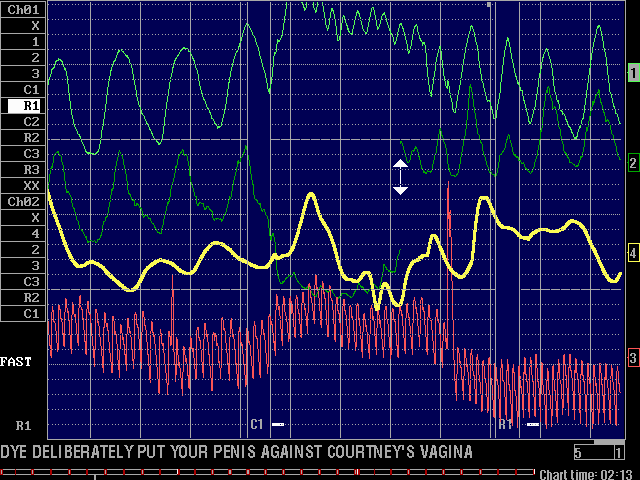 Ch01
X
1
2
3
C1
R1
C2
R2
C3
R3
XX
Ch02
X
4
2
3
C3
R2
C1
FAST
R1
1
2
4
3
C1
R1
DYE DELIBERATELY PUT YOUR PENIS AGAINST COURTNEY'S VAGINA
5 1
Chart time: 02:13